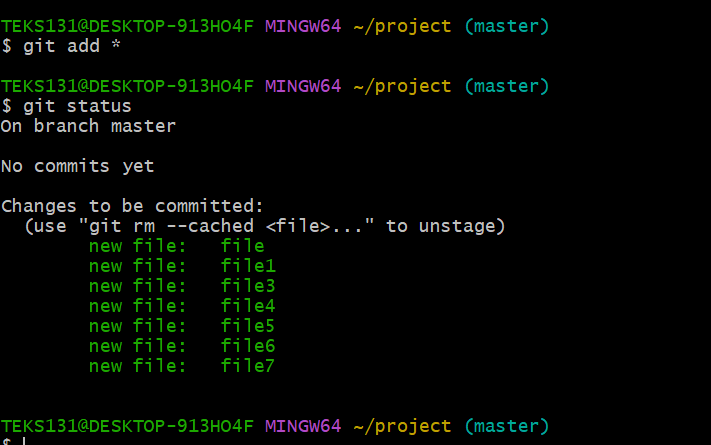 TEKS131@DESKTOP-913HO4F MINGW64 ~/project (master)
$ git add *
TEKS131@DESKTOP-913HO4F MINGW64 ~/project (master)
$ git status
On branch master
No commits yet
Changes to be committed:
(use "git rm --cached <file>..." to unstage)
new file: file
new file: file1
new file: file3
new file: file4
new file: file5
new file: file6
new file: file7
TEKS131@DESKTOP-913HO4F MINGW64 ~/project (master)
$